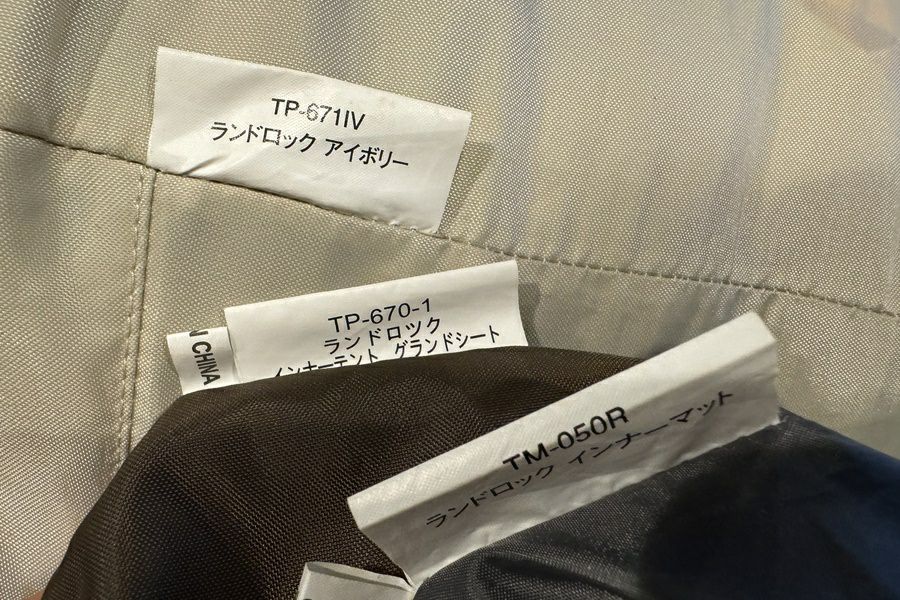 TP-671IV
ランドロック アイボリー
TP-670-1
ランドロック
インナーテント グランドシート
CHINA
TM-050R
ランドロック インナーマット